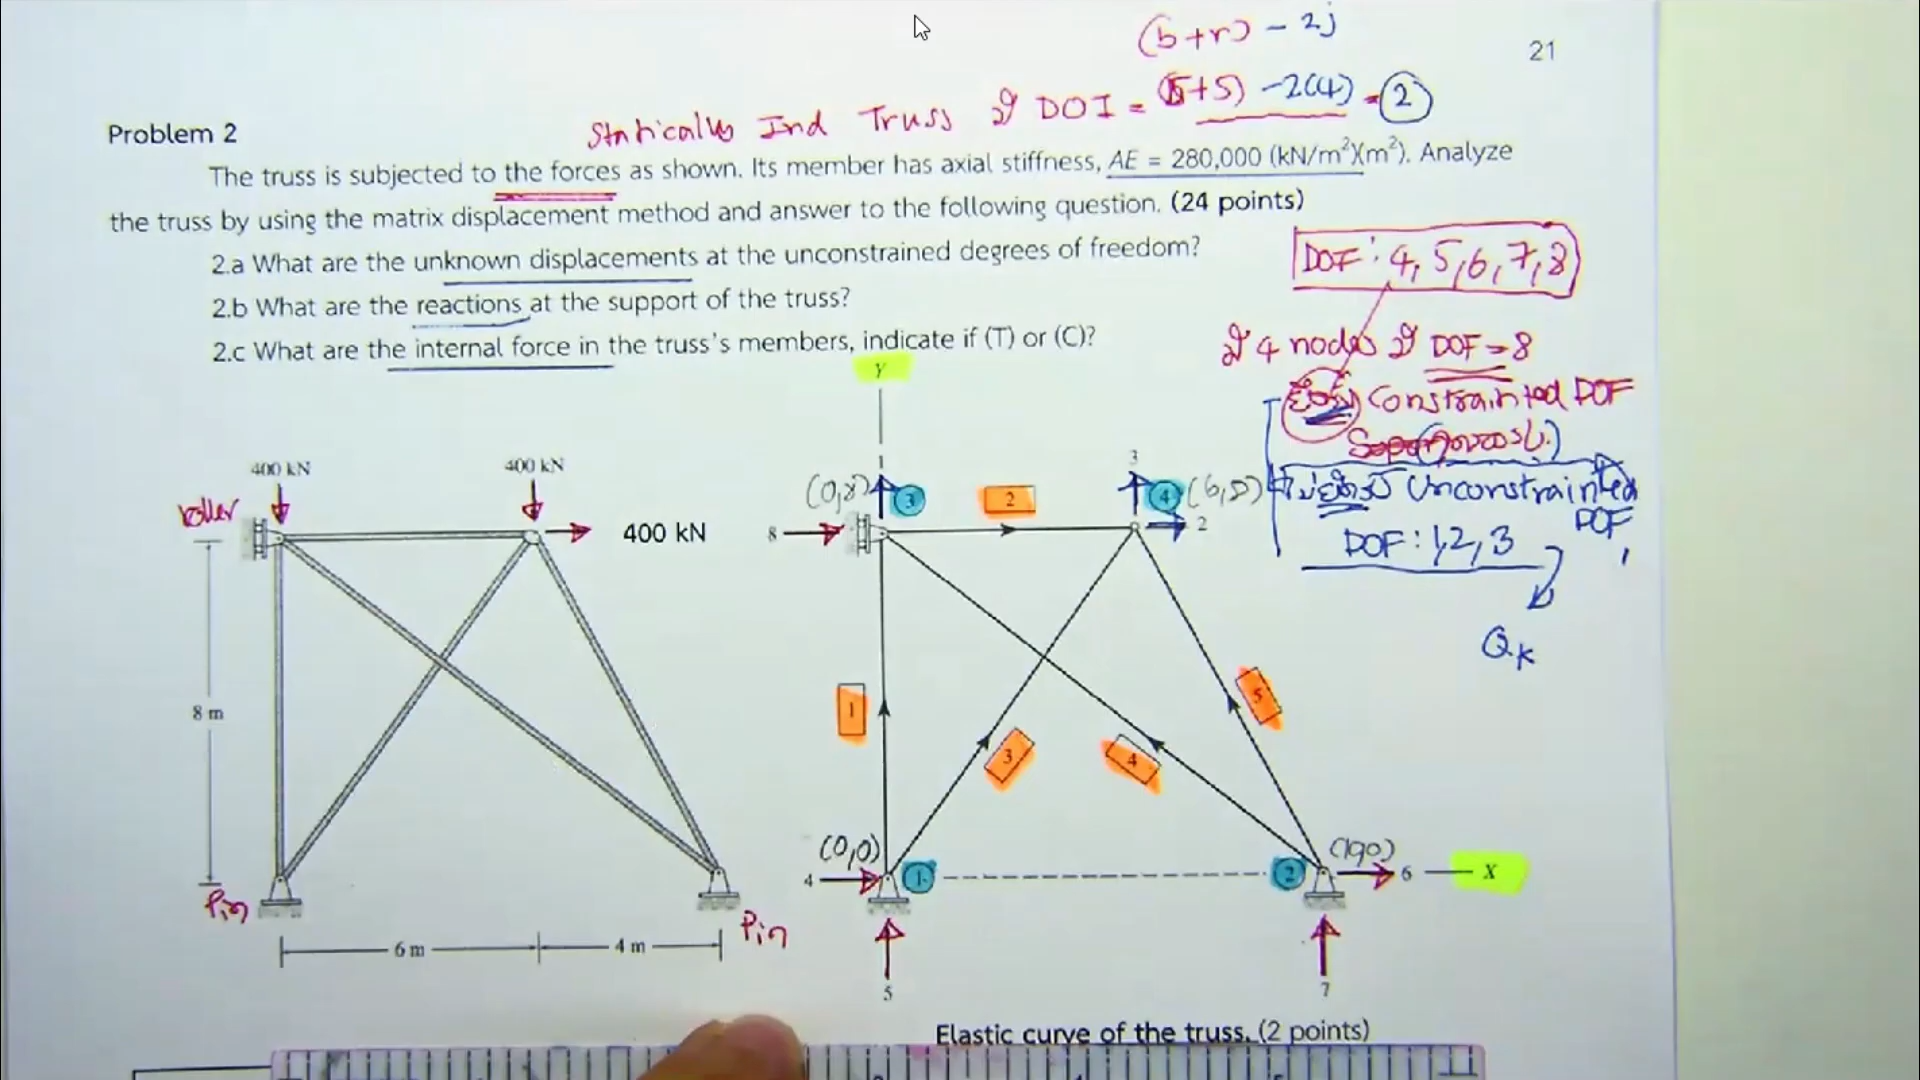 (b+r) - 2j
21
Statically Ind Truss มี DOI = (5+5) - 2(4) = 2
Problem 2
The truss is subjected to the forces as shown. Its member has axial stiffness, AE = 280,000 (kN/m²)(m²). Analyze
the truss by using the matrix displacement method and answer to the following question. (24 points)
2.a What are the unknown displacements at the unconstrained degrees of freedom?
2.b What are the reactions at the support of the truss?
2.c What are the internal force in the truss's members, indicate if (T) or (C)?
DOF : 4, 5, 6, 7, 8
มี 4 nodes มี DOF = 8
Constrainted DOF
Unconstrainted
DOF
DOF : 1, 2, 3
Qk
400 kN
400 kN
roller
400 kN
8 m
Pin
Pin
6 m
4 m
Y
1
(0,8)
3
8
2
3
4
(6,8)
2
1
3
4
5
(0,0)
4
1
5
2
(10,0)
6
X
7
Elastic curve of the truss. (2 points)